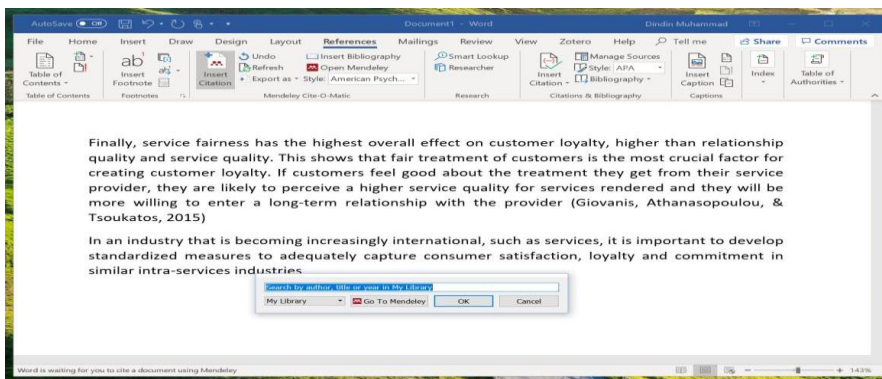 AutoSave Off Document1 - Word Dindin Muhammad
File Home Insert Draw Design Layout References Mailings Review View Zotero Help Tell me Share Comments
Table of Contents
Insert Footnote
Insert Citation
Undo
Refresh
Export as
Insert Bibliography
Open Mendeley
Style: American Psych...
Smart Lookup
Researcher
Insert Citation
Manage Sources
Style: APA
Bibliography
Insert Caption
Index
Table of Authorities
Table of Contents Footnotes Mendeley Cite-O-Matic Research Citations & Bibliography Captions
Finally, service fairness has the highest overall effect on customer loyalty, higher than relationship
quality and service quality. This shows that fair treatment of customers is the most crucial factor for
creating customer loyalty. If customers feel good about the treatment they get from their service
provider, they are likely to perceive a higher service quality for services rendered and they will be
more willing to enter a long-term relationship with the provider (Giovanis, Athanasopoulou, &
Tsoukatos, 2015)
In an industry that is becoming increasingly international, such as services, it is important to develop
standardized measures to adequately capture consumer satisfaction, loyalty and commitment in
similar intra-services industries
Search by author, title or year in My Library
My Library Go To Mendeley OK Cancel
Word is waiting for you to cite a document using Mendeley 143%